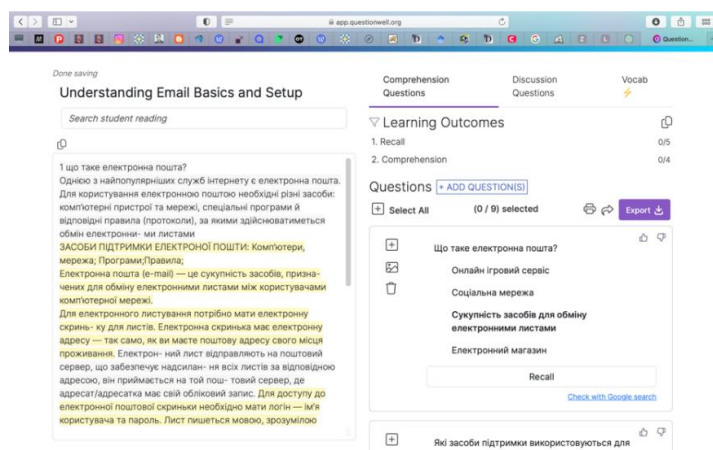 app.questionwell.org
Question...
Done saving
Understanding Email Basics and Setup
Search student reading
1 що таке електронна пошта?
Однією з найпопулярніших служб інтернету є електронна пошта.
Для користування електронною поштою необхідні різні засоби:
комп'ютерні пристрої та мережі, спеціальні програми й
відповідні правила (протоколи), за якими здійснюватиметься
обмін електронни- ми листами
ЗАСОБИ ПІДТРИМКИ ЕЛЕКТРОНОЇ ПОШТИ: Комп'ютери,
мережа; Програми;Правила;
Електронна пошта (e-mail) — це сукупність засобів, призна-
чених для обміну електронними листами між користувачами
комп'ютерної мережі.
Для електронного листування потрібно мати електронну
скринь- ку для листів. Електронна скринька має електронну
адресу — так само, як ви маєте поштову адресу свого місця
проживання. Електрон- ний лист відправляють на поштовий
сервер, що забезпечує надсилан- ня всіх листів за відповідною
адресою, він приймається на той пош- товий сервер, де
адресат/адресатка має свій обліковий запис. Для доступу до
електронної поштової скриньки необхідно мати логін — ім'я
користувача та пароль. Лист пишеться мовою, зрозумілою
Comprehension Questions
Discussion Questions
Vocab
Learning Outcomes
1. Recall 0/5
2. Comprehension 0/4
Questions + ADD QUESTION(S)
Select All (0 / 9) selected Export
Що таке електронна пошта?
Онлайн ігровий сервіс
Соціальна мережа
Сукупність засобів для обміну
електронними листами
Електронний магазин
Recall
Check with Google search
Які засоби підтримки використовуються для